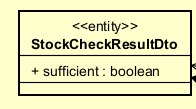 <<entity>>
StockCheckResultDto
+ sufficient : boolean